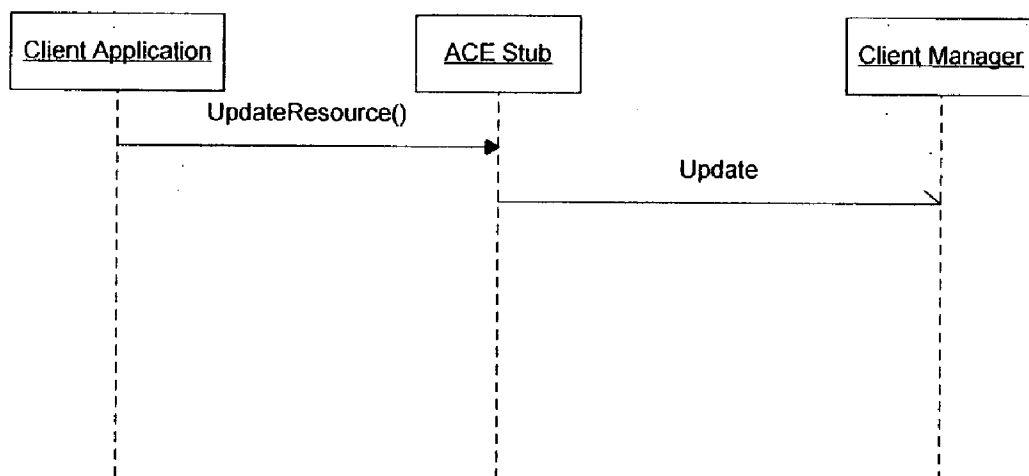 Client Application
ACE Stub
Client Manager
UpdateResource()
Update